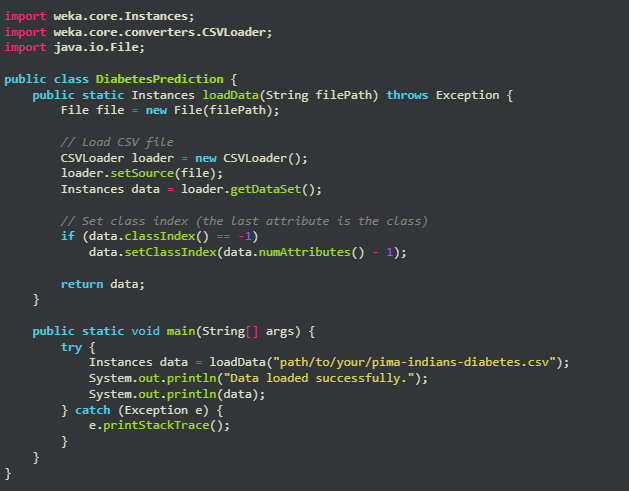 import weka.core.Instances;
import weka.core.converters.CSVLoader;
import java.io.File;

public class DiabetesPrediction {
    public static Instances loadData(String filePath) throws Exception {
        File file = new File(filePath);

        // Load CSV file
        CSVLoader loader = new CSVLoader();
        loader.setSource(file);
        Instances data = loader.getDataSet();

        // Set class index (the last attribute is the class)
        if (data.classIndex() == -1)
            data.setClassIndex(data.numAttributes() - 1);

        return data;
    }

    public static void main(String[] args) {
        try {
            Instances data = loadData("path/to/your/pima-indians-diabetes.csv");
            System.out.println("Data loaded successfully.");
            System.out.println(data);
        } catch (Exception e) {
            e.printStackTrace();
        }
    }
}